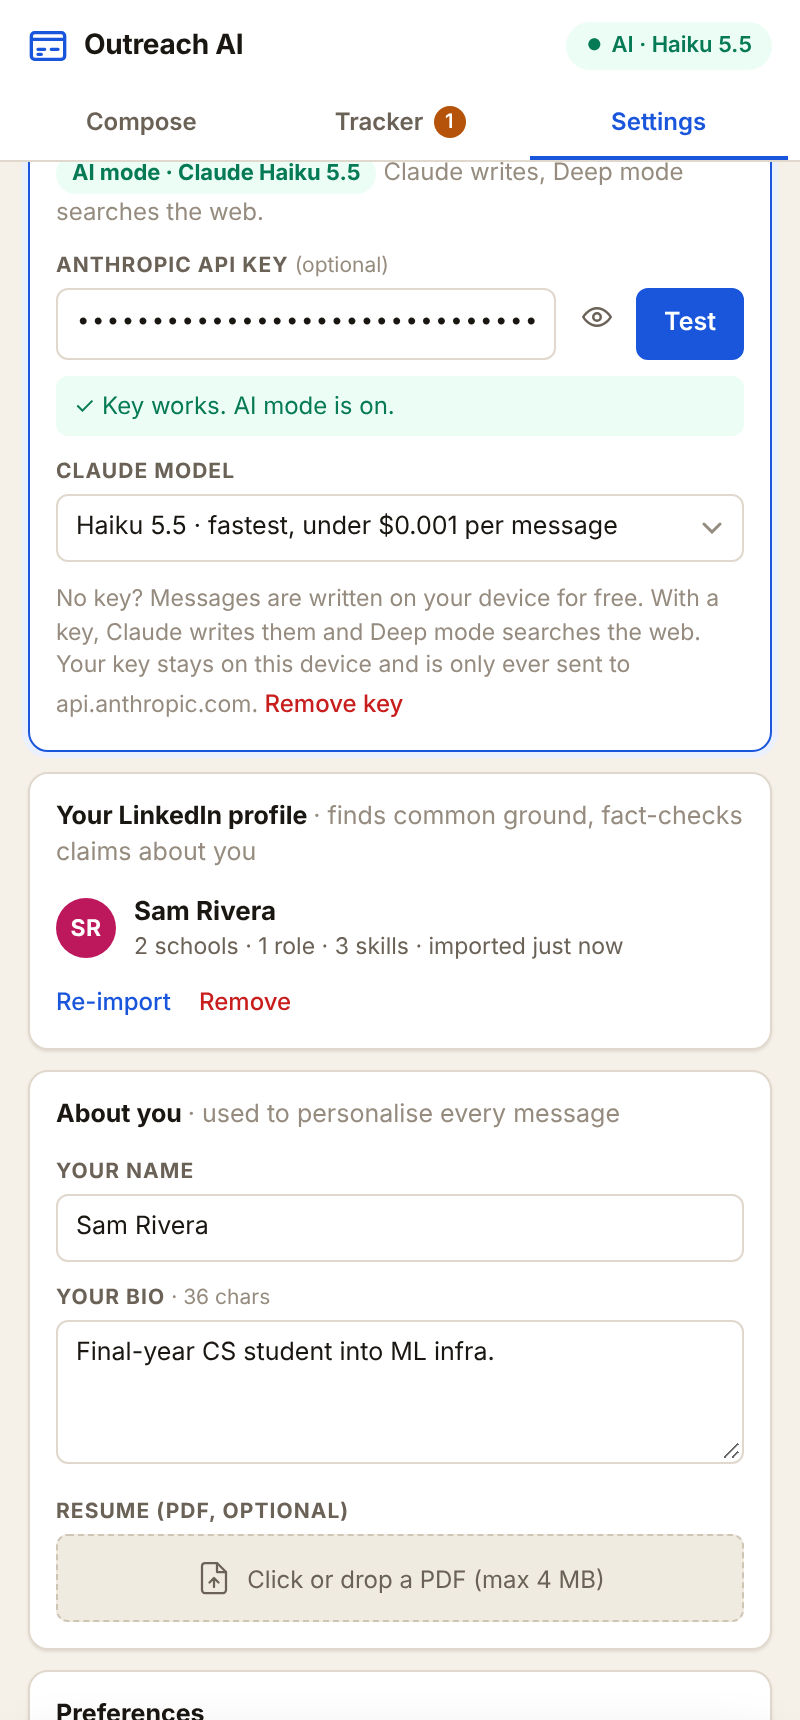 Outreach AI
AI · Haiku 5.5
Compose
Tracker 1
Settings
AI mode · Claude Haiku 5.5 Claude writes, Deep mode
searches the web.
ANTHROPIC API KEY (optional)
••••••••••••••••••••••••••••••• Test
✓ Key works. AI mode is on.
CLAUDE MODEL
Haiku 5.5 · fastest, under $0.001 per message
No key? Messages are written on your device for free. With a
key, Claude writes them and Deep mode searches the web.
Your key stays on this device and is only ever sent to
api.anthropic.com. Remove key
Your LinkedIn profile · finds common ground, fact-checks
claims about you
SR
Sam Rivera
2 schools · 1 role · 3 skills · imported just now
Re-import Remove
About you · used to personalise every message
YOUR NAME
Sam Rivera
YOUR BIO · 36 chars
Final-year CS student into ML infra.
RESUME (PDF, OPTIONAL)
Click or drop a PDF (max 4 MB)
Preferences